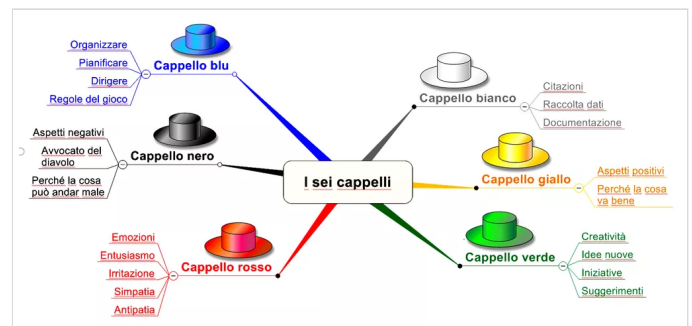 I sei cappelli
Cappello blu
Organizzare
Pianificare
Dirigere
Regole del gioco
Cappello nero
Aspetti negativi
Avvocato del
diavolo
Perché la cosa
può andar male
Cappello rosso
Emozioni
Entusiasmo
Irritazione
Simpatia
Antipatia
Cappello bianco
Citazioni
Raccolta dati
Documentazione
Cappello giallo
Aspetti positivi
Perché la cosa
va bene
Cappello verde
Creatività
Idee nuove
Iniziative
Suggerimenti